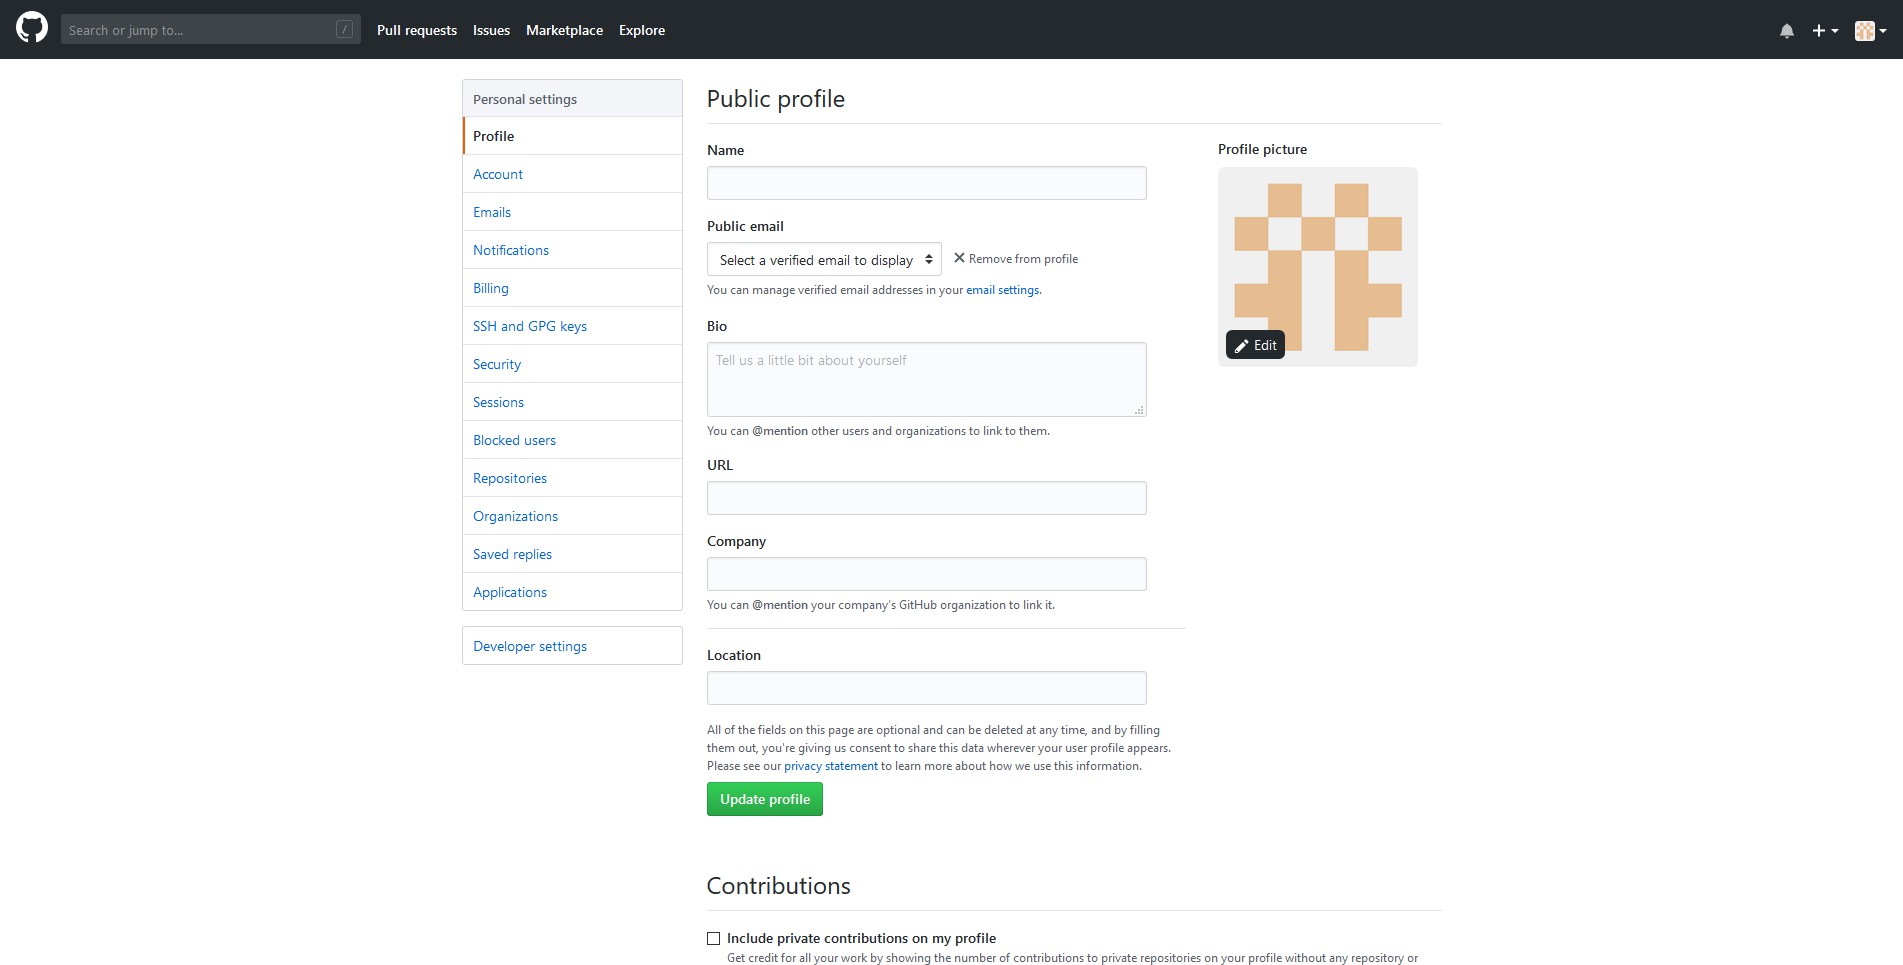 Search or jump to...
/
Pull requests
Issues
Marketplace
Explore
Personal settings
Profile
Account
Emails
Notifications
Billing
SSH and GPG keys
Security
Sessions
Blocked users
Repositories
Organizations
Saved replies
Applications
Developer settings
Public profile
Name
Public email
Select a verified email to display
Remove from profile
You can manage verified email addresses in your email settings.
Bio
Tell us a little bit about yourself
You can @mention other users and organizations to link to them.
URL
Company
You can @mention your company's GitHub organization to link it.
Location
All of the fields on this page are optional and can be deleted at any time, and by filling
them out, you're giving us consent to share this data wherever your user profile appears.
Please see our privacy statement to learn more about how we use this information.
Update profile
Profile picture
Edit
Contributions
Include private contributions on my profile
Get credit for all your work by showing the number of contributions to private repositories on your profile without any repository or